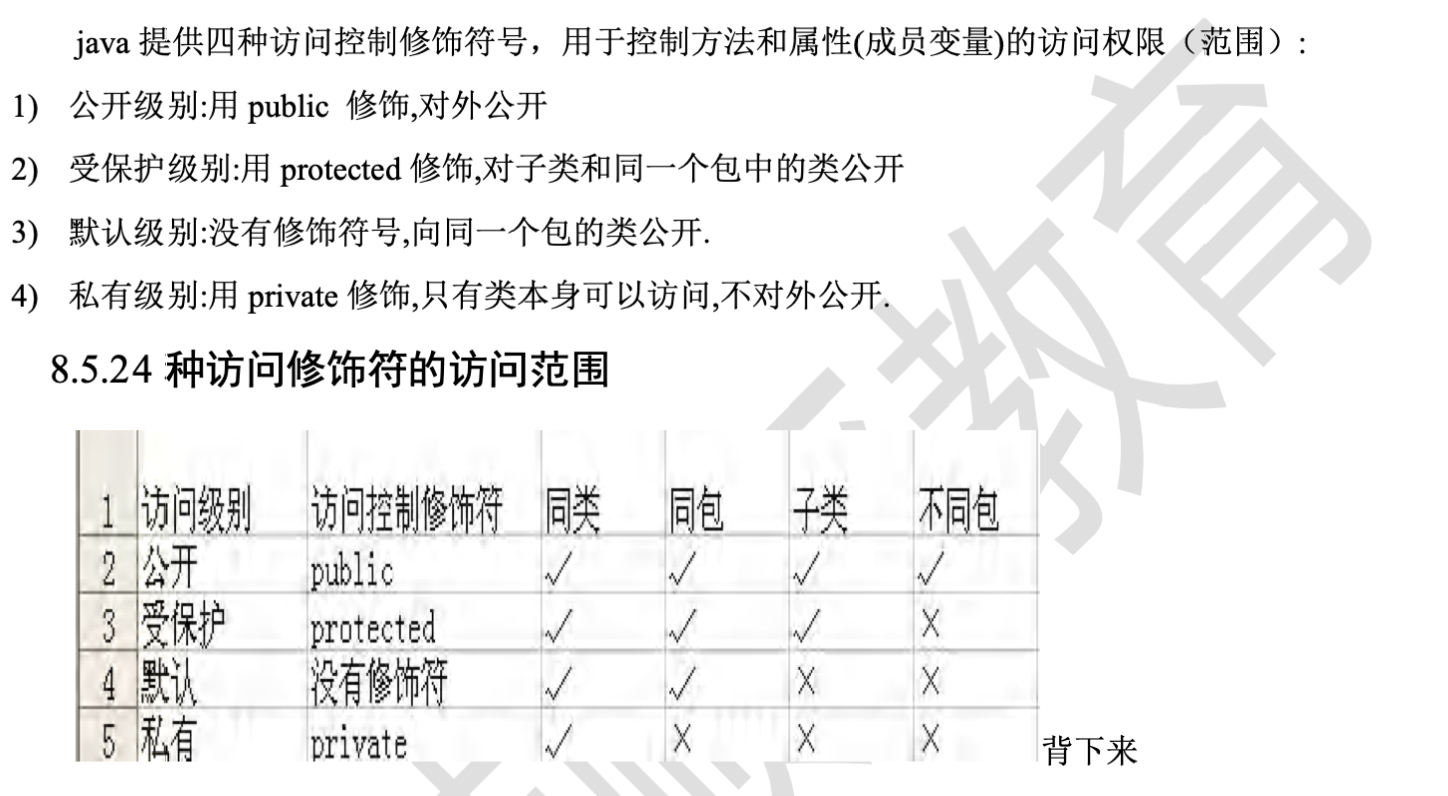 java 提供四种访问控制修饰符号，用于控制方法和属性(成员变量)的访问权限（范围）:
1) 公开级别:用 public 修饰,对外公开
2) 受保护级别:用 protected 修饰,对子类和同一个包中的类公开
3) 默认级别:没有修饰符号,向同一个包的类公开.
4) 私有级别:用 private 修饰,只有类本身可以访问,不对外公开.
8.5.24 种访问修饰符的访问范围
1 访问级别 访问控制修饰符 同类 同包 子类 不同包
2 公开 public √ √ √ √
3 受保护 protected √ √ √ ×
4 默认 没有修饰符 √ √ × ×
5 私有 private √ × × ×
背下来
教育